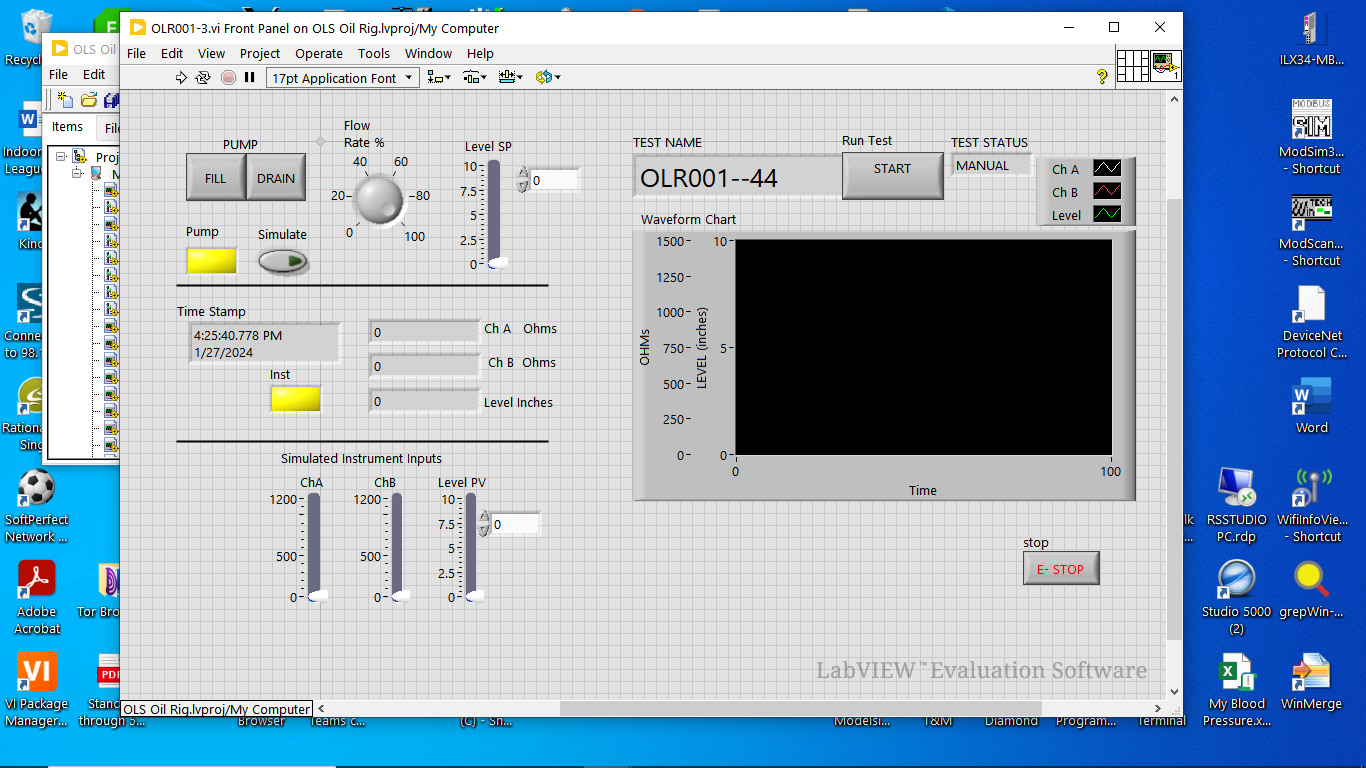 OLR001-3.vi Front Panel on OLS Oil Rig.lvproj/My Computer
File Edit View Project Operate Tools Window Help
17pt Application Font
1
OLS Oil
File Edit
Items
Proj
PUMP
FILL DRAIN
Pump
Simulate
Flow
Rate %
40 60
20 80
0 100
Level SP
10
7.5
5
2.5
0
0
TEST NAME
OLR001--44
Run Test
START
TEST STATUS
MANUAL
Ch A
Ch B
Level
Time Stamp
4:25:40.778 PM
1/27/2024
Inst
0 Ch A Ohms
0 Ch B Ohms
0 Level Inches
Waveform Chart
1500
1250
1000
750
500
250
0
OHMs
10
5
0
LEVEL (inches)
0 100
Time
Simulated Instrument Inputs
ChA
1200
500
0
ChB
1200
500
0
Level PV
10
7.5
5
2.5
0
0
stop
E- STOP
LabVIEW™ Evaluation Software
OLS Oil Rig.lvproj/My Computer
Indoor
League
Connec
to 98.
Ration
Sing
SoftPerfect
Network ...
Adobe
Acrobat
Tor Bro
VI
VI Package
Manager...
PDF
Stanc
through 5...
Browser
Teams c...
(C) - Sh...
Modelsi...
T&M
Diamond
Program...
Terminal
ILX34-MB...
MODBUS
SIM
ModSim3...
- Shortcut
WinTECH
ModScan...
- Shortcut
DeviceNet
Protocol C...
W
Word
RSSTUDIO
PC.rdp
WifiInfoVie...
- Shortcut
Studio 5000
(2)
grepWin-...
My Blood
Pressure.x...
WinMerge